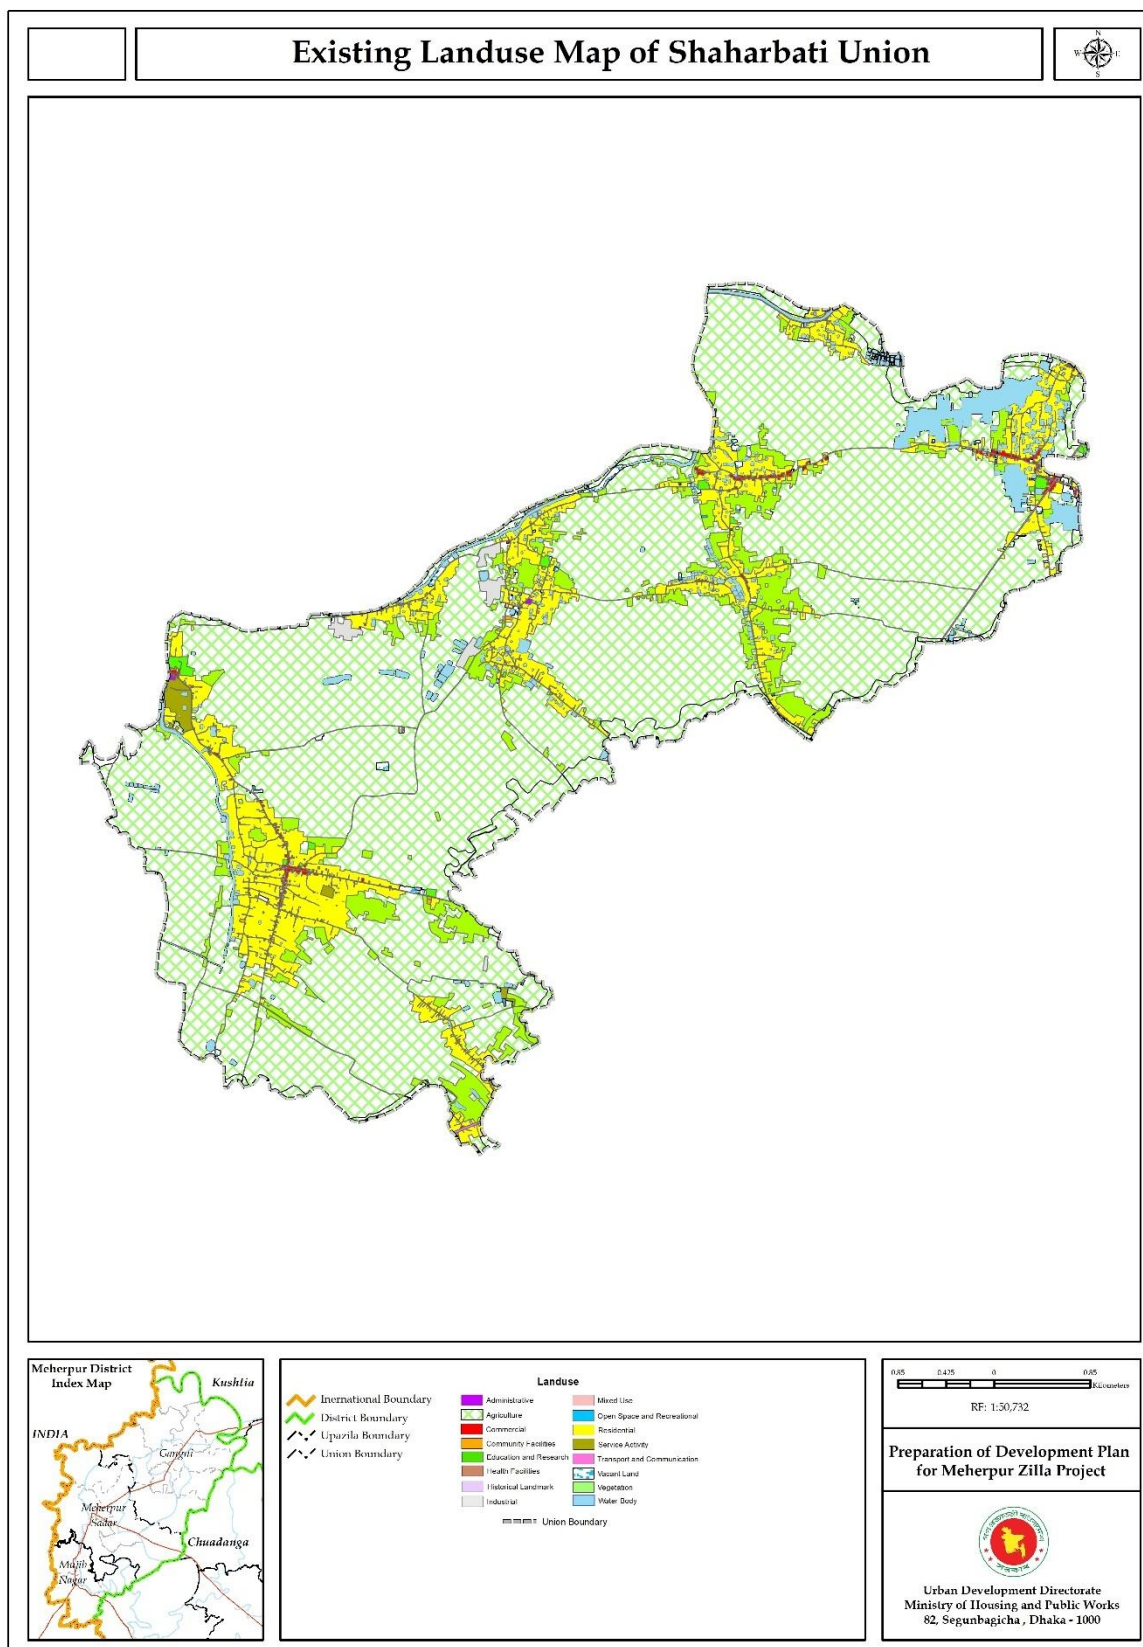 Existing Landuse Map of Shaharbati Union
N
W
E
S
Meherpur District
Index Map
Kushtia
INDIA
Gangni
Meherpur
Sadar
Chuadanga
Mujib
Nagar
Inernational Boundary
District Boundary
Upazila Boundary
Union Boundary
Landuse
Administrative
Agriculture
Commercial
Community Facilities
Education and Research
Health Facilities
Historical Landmark
Industrial
Mixed Use
Open Space and Recreational
Residential
Service Activity
Transport and Communication
Vacant Land
Vegetation
Water Body
Union Boundary
0.85 0.425 0 0.85
Kilometers
RF: 1:50,732
Preparation of Development Plan
for Meherpur Zilla Project
Urban Development Directorate
Ministry of Housing and Public Works
82, Segunbagicha , Dhaka - 1000